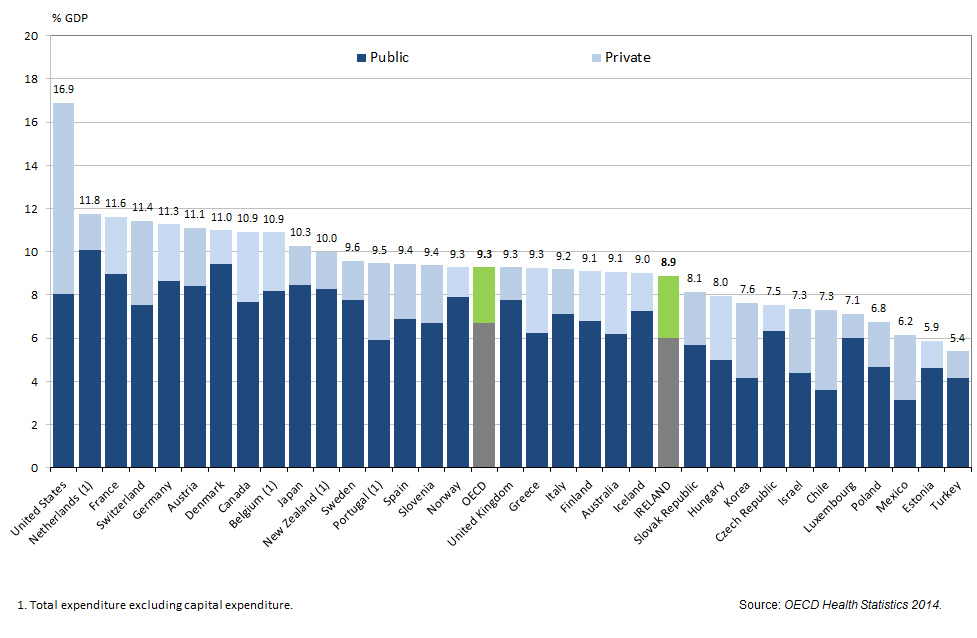 % GDP
Public
Private
20
18
16
14
12
10
8
6
4
2
0
16.9
11.8
11.6
11.4
11.3
11.1
11.0
10.9
10.9
10.3
10.0
9.6
9.5
9.4
9.4
9.3
9.3
9.3
9.3
9.2
9.1
9.1
9.0
8.9
8.1
8.0
7.6
7.5
7.3
7.3
7.1
6.8
6.2
5.9
5.4
United States
Netherlands (1)
France
Switzerland
Germany
Austria
Denmark
Canada
Belgium (1)
Japan
New Zealand (1)
Sweden
Portugal (1)
Spain
Slovenia
Norway
OECD
United Kingdom
Greece
Italy
Finland
Australia
Iceland
IRELAND
Slovak Republic
Hungary
Korea
Czech Republic
Israel
Chile
Luxembourg
Poland
Mexico
Estonia
Turkey
1. Total expenditure excluding capital expenditure.
Source: OECD Health Statistics 2014.